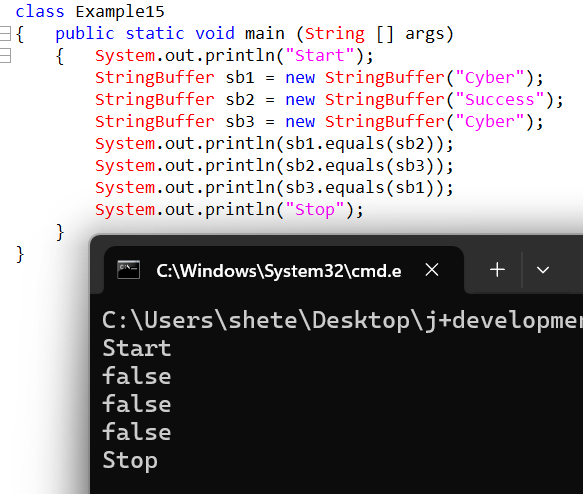 class Example15
{ public static void main (String [] args)
{ System.out.println("Start");
StringBuffer sb1 = new StringBuffer("Cyber");
StringBuffer sb2 = new StringBuffer("Success");
StringBuffer sb3 = new StringBuffer("Cyber");
System.out.println(sb1.equals(sb2));
System.out.println(sb2.equals(sb3));
System.out.println(sb3.equals(sb1));
System.out.println("Stop");
}
}
C:\Windows\System32\cmd.e
C:\Users\shete\Desktop\j+developmen
Start
false
false
false
Stop